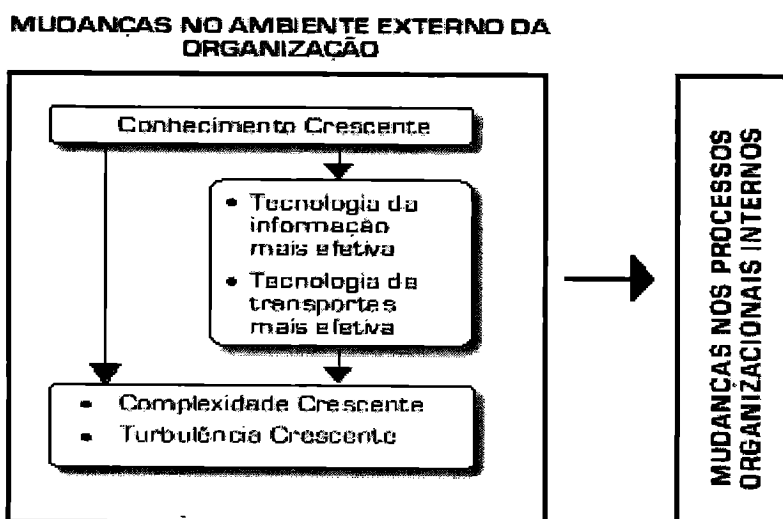 MUDANÇAS NO AMBIENTE EXTERNO DA
ORGANIZAÇÃO
Conhecimento Crescente
• Tecnologia da
informação
mais efetiva
• Tecnologia de
transportes
mais efetiva
• Complexidade Crescente
• Turbulência Crescente
MUDANÇAS NOS PROCESSOS
ORGANIZACIONAIS INTERNOS